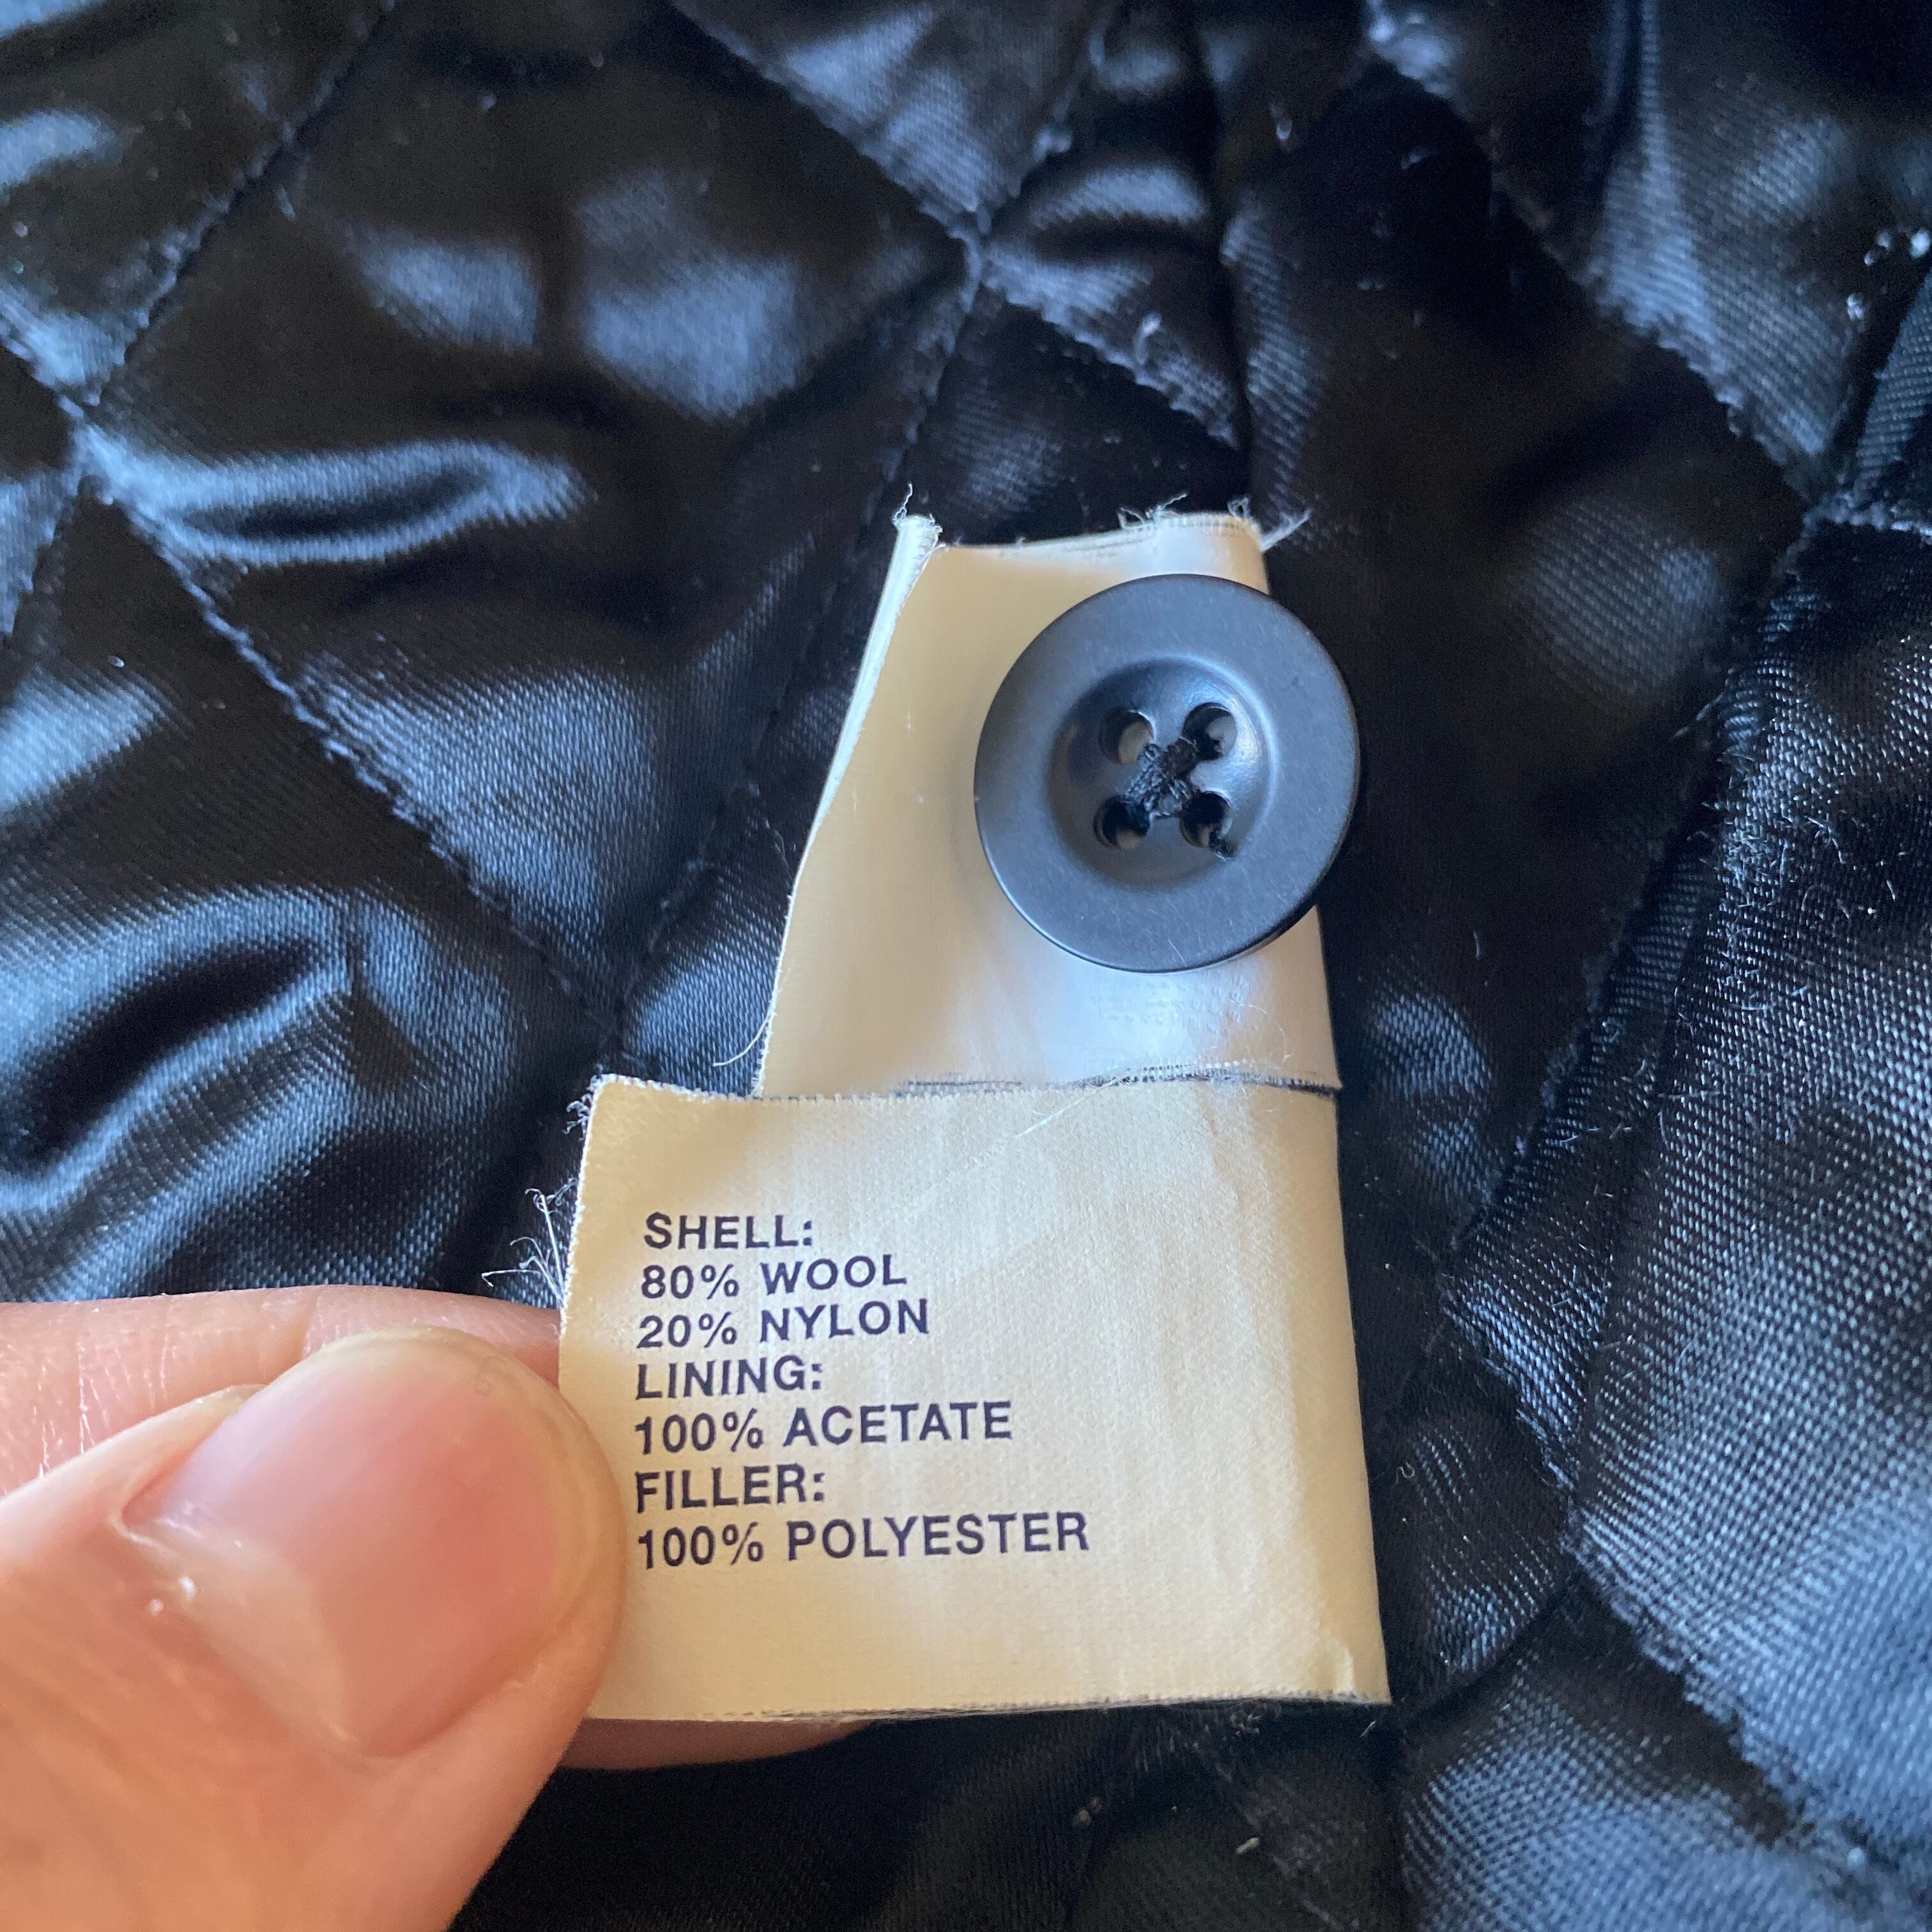 SHELL:
80% WOOL
20% NYLON
LINING:
100% ACETATE
FILLER:
100% POLYESTER